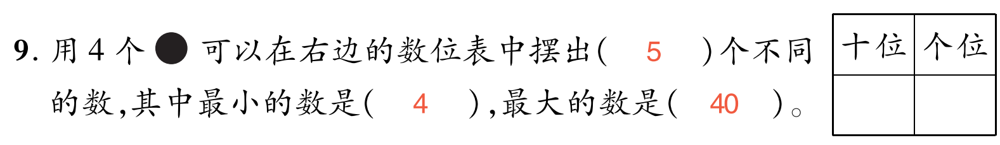 9. 用 4 个 ● 可以在右边的数位表中摆出( 5 )个不同
的数,其中最小的数是( 4 ),最大的数是( 40 )。
十位 个位